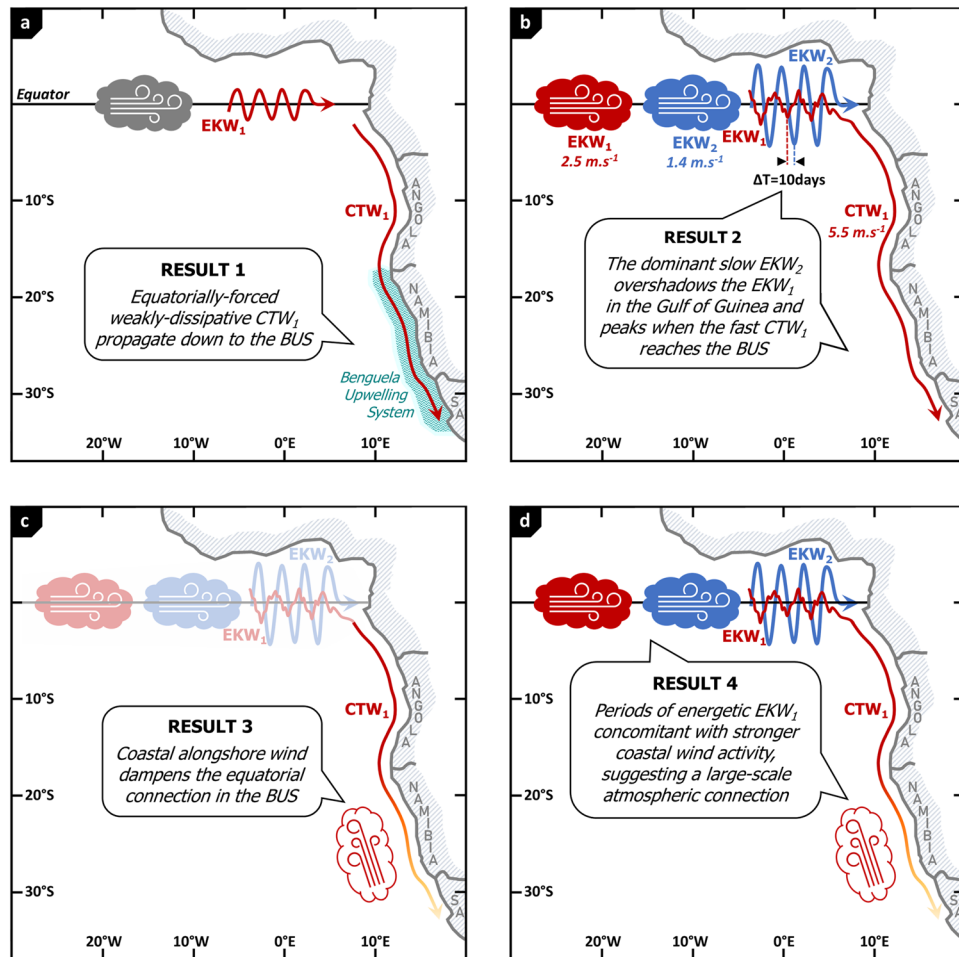 a
Equator
EKW₁
10°S
20°S
30°S
CTW₁
ANGOLA
NAMIBIA
SA
RESULT 1
Equatorially-forced
weakly-dissipative CTW₁
propagate down to the BUS
Benguela
Upwelling
System
20°W
10°W
0°E
10°E
b
EKW₂
EKW₁
2.5 m.s⁻¹
EKW₂
1.4 m.s⁻¹
EKW₁
ΔT=10days
10°S
20°S
30°S
CTW₁
5.5 m.s⁻¹
ANGOLA
NAMIBIA
SA
RESULT 2
The dominant slow EKW₂
overshadows the EKW₁
in the Gulf of Guinea and
peaks when the fast CTW₁
reaches the BUS
20°W
10°W
0°E
10°E
c
EKW₂
EKW₁
10°S
20°S
30°S
CTW₁
ANGOLA
NAMIBIA
SA
RESULT 3
Coastal alongshore wind
dampens the equatorial
connection in the BUS
20°W
10°W
0°E
10°E
d
EKW₂
EKW₁
10°S
20°S
30°S
CTW₁
ANGOLA
NAMIBIA
SA
RESULT 4
Periods of energetic EKW₁
concomitant with stronger
coastal wind activity,
suggesting a large-scale
atmospheric connection
20°W
10°W
0°E
10°E